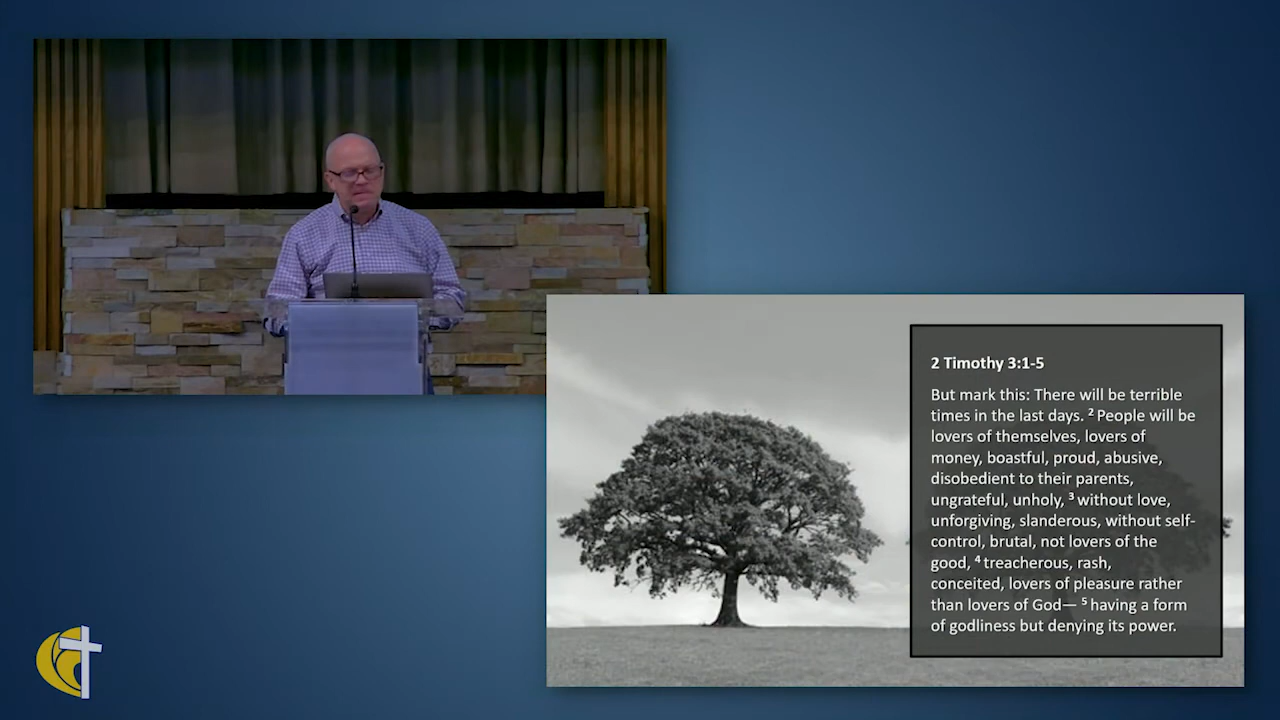 2 Timothy 3:1-5
But mark this: There will be terrible
times in the last days. ² People will be
lovers of themselves, lovers of
money, boastful, proud, abusive,
disobedient to their parents,
ungrateful, unholy, ³ without love,
unforgiving, slanderous, without self-
control, brutal, not lovers of the
good, ⁴ treacherous, rash,
conceited, lovers of pleasure rather
than lovers of God— ⁵ having a form
of godliness but denying its power.